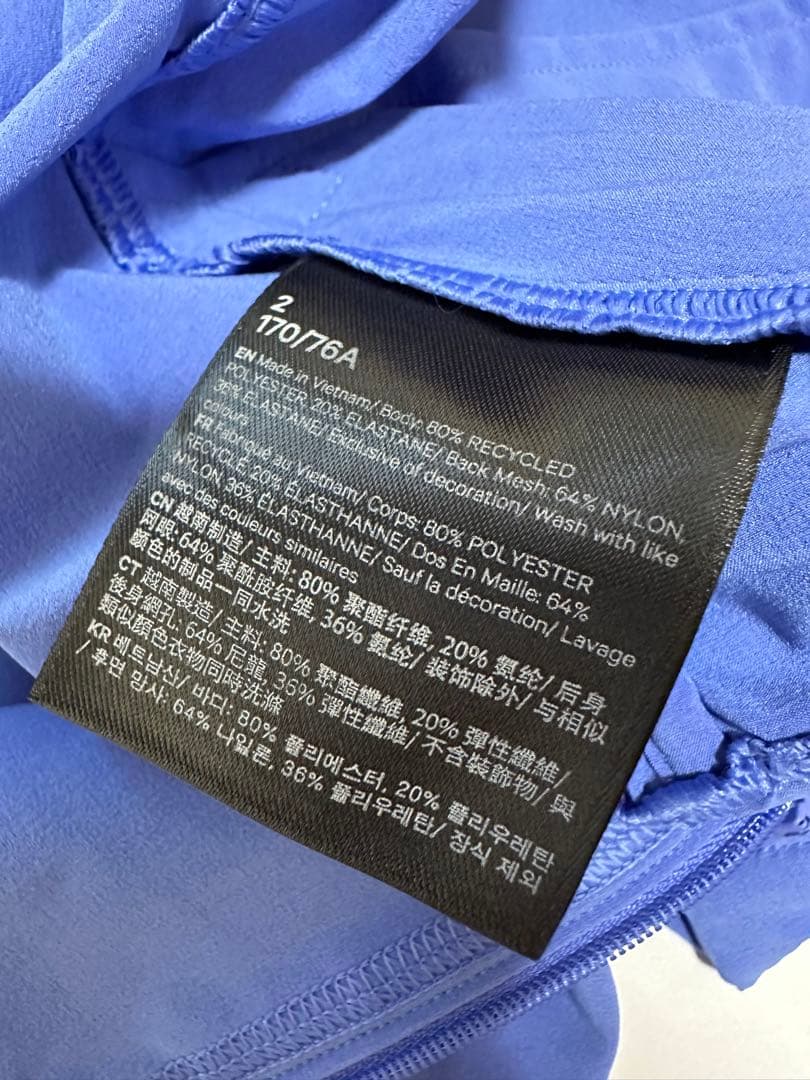 2
170/76A
EN Made in Vietnam/ Body: 80% RECYCLED
POLYESTER 20% ELASTANE/ Back Mesh: 64% NYLON,
36% ELASTANE/ Exclusive of decoration/ Wash with like
colours
FR Fabriqué au Vietnam/ Corps: 80% POLYESTER
RECYCLÉ, 20% ÉLASTHANNE/ Dos En Maille: 64%
NYLON, 36% ÉLASTHANNE/ Sauf la décoration/ Lavage
avec des couleurs similaires
CN 越南制造/ 主料: 80% 聚酯纤维, 20% 氨纶/ 后身
网眼: 64% 聚酰胺纤维, 36% 氨纶/ 装饰除外/ 与相似
颜色的制品一同水洗
CT 越南製造/ 主料: 80% 聚酯纖維, 20% 彈性纖維/
後身網孔: 64% 尼龍, 36% 彈性纖維/ 不含裝飾物/ 與
類似顏色衣物同時洗滌
KR 베트남산/ 바디: 80% 폴리에스터, 20% 폴리우레탄
/ 후면 망사: 64% 나일론, 36% 폴리우레탄/ 장식 제외